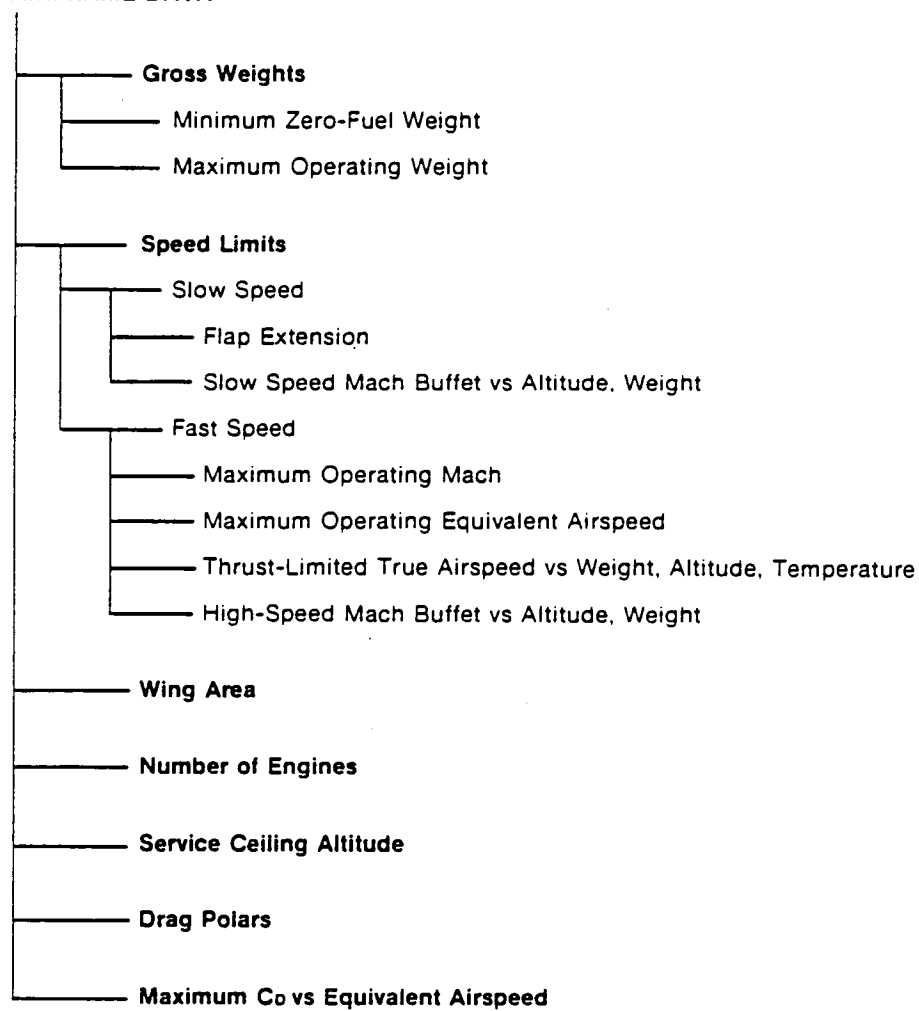 Gross Weights
Minimum Zero-Fuel Weight
Maximum Operating Weight
Speed Limits
Slow Speed
Flap Extension
Slow Speed Mach Buffet vs Altitude, Weight
Fast Speed
Maximum Operating Mach
Maximum Operating Equivalent Airspeed
Thrust-Limited True Airspeed vs Weight, Altitude, Temperature
High-Speed Mach Buffet vs Altitude, Weight
Wing Area
Number of Engines
Service Ceiling Altitude
Drag Polars
Maximum CD vs Equivalent Airspeed